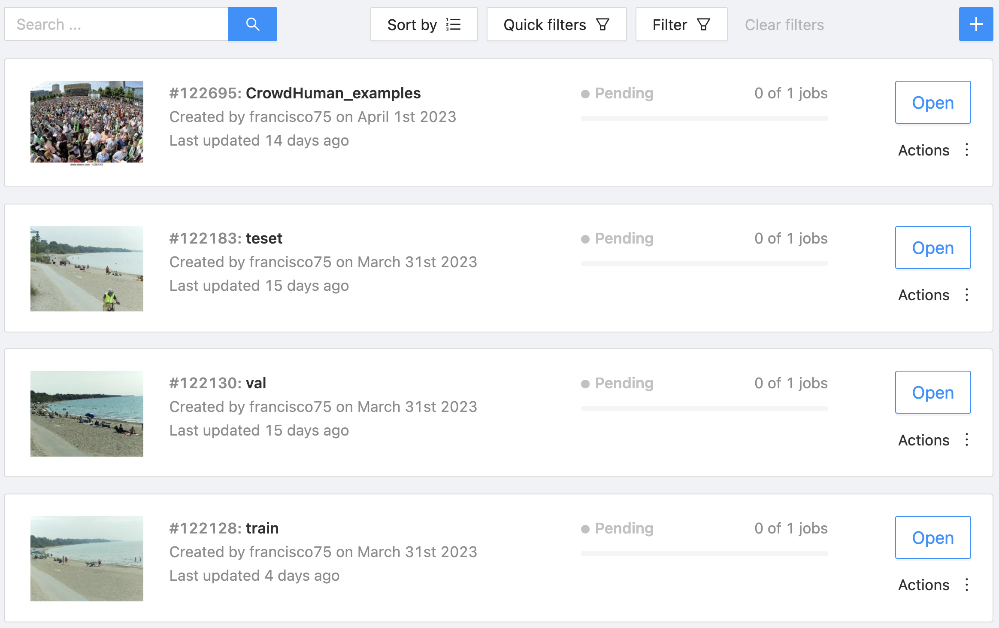 Search ...
Sort by
Quick filters
Filter
Clear filters
#122695: CrowdHuman_examples
Pending
0 of 1 jobs
Open
Created by francisco75 on April 1st 2023
Last updated 14 days ago
Actions
#122183: teset
Pending
0 of 1 jobs
Open
Created by francisco75 on March 31st 2023
Last updated 15 days ago
Actions
#122130: val
Pending
0 of 1 jobs
Open
Created by francisco75 on March 31st 2023
Last updated 15 days ago
Actions
#122128: train
Pending
0 of 1 jobs
Open
Created by francisco75 on March 31st 2023
Last updated 4 days ago
Actions